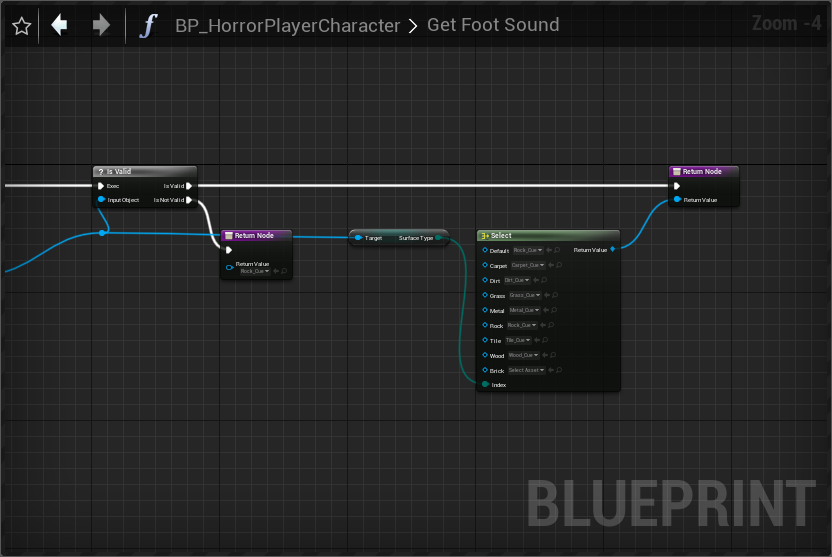 BP_HorrorPlayerCharacter > Get Foot Sound
Zoom -4
? Is Valid
Exec
Is Valid
Input Object
Is Not Valid
Return Node
Return Value
Rock_Cue
Target
Surface Type
Select
Default Rock_Cue
Return Value
Carpet Carper_Cue
Dirt Dirt_Cue
Grass Grass_Cue
Metal Metal_Cue
Rock Rock_Cue
Tile Tile_Cue
Wood Wood_Cue
Brick Select Asset
Index
Return Node
Return Value
BLUEPRINT